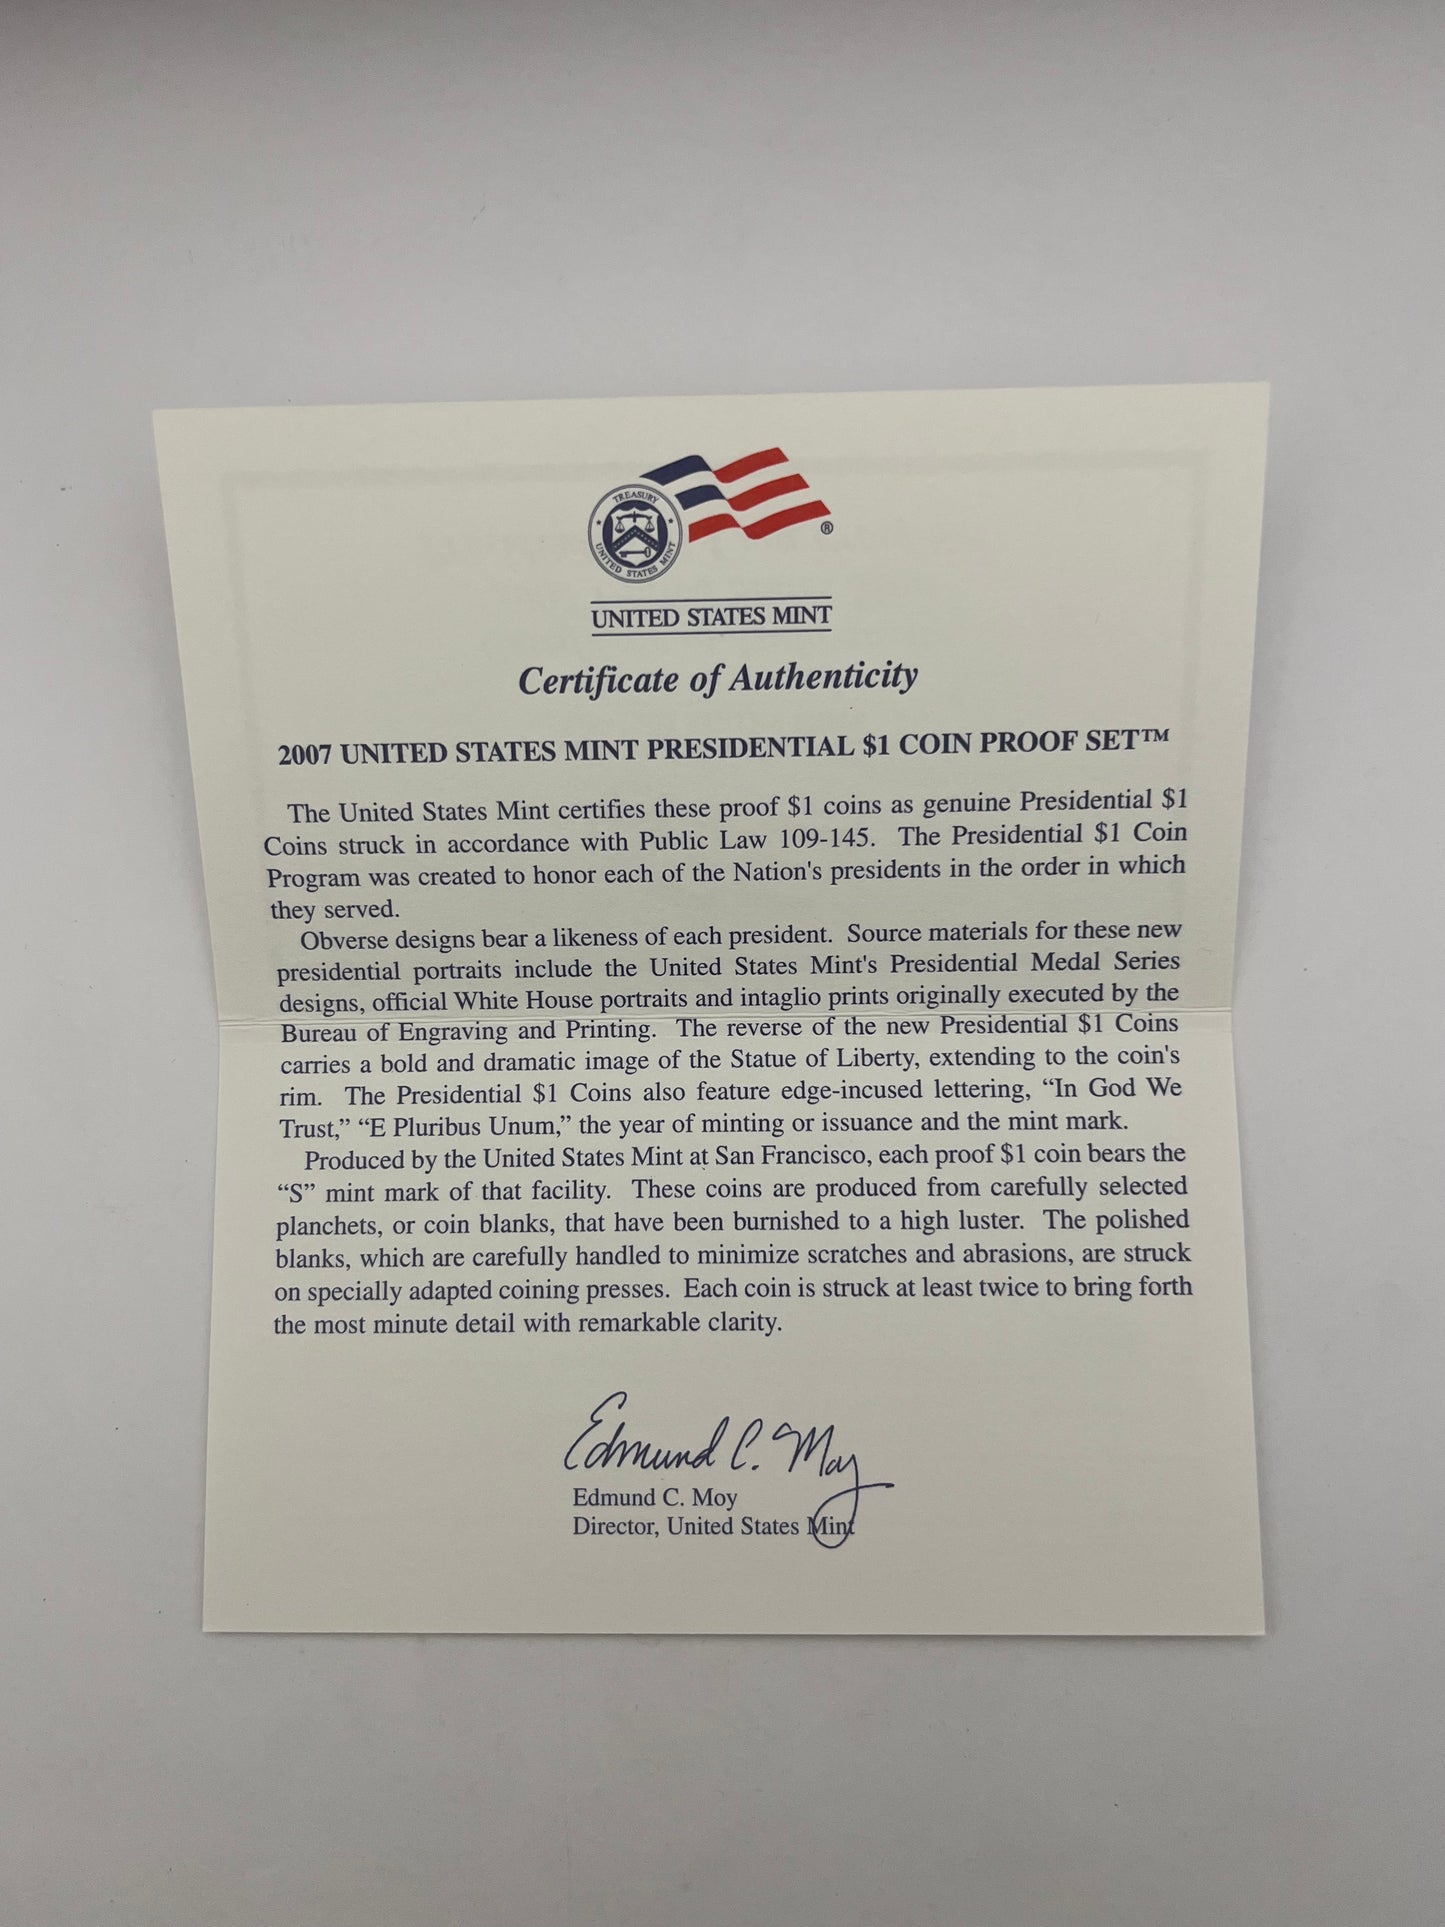 TREASURY
UNITED STATES MINT
®
UNITED STATES MINT
Certificate of Authenticity
2007 UNITED STATES MINT PRESIDENTIAL $1 COIN PROOF SET™
The United States Mint certifies these proof $1 coins as genuine Presidential $1
Coins struck in accordance with Public Law 109-145. The Presidential $1 Coin
Program was created to honor each of the Nation's presidents in the order in which
they served.
Obverse designs bear a likeness of each president. Source materials for these new
presidential portraits include the United States Mint's Presidential Medal Series
designs, official White House portraits and intaglio prints originally executed by the
Bureau of Engraving and Printing. The reverse of the new Presidential $1 Coins
carries a bold and dramatic image of the Statue of Liberty, extending to the coin's
rim. The Presidential $1 Coins also feature edge-incused lettering, “In God We
Trust,” “E Pluribus Unum,” the year of minting or issuance and the mint mark.
Produced by the United States Mint at San Francisco, each proof $1 coin bears the
“S” mint mark of that facility. These coins are produced from carefully selected
planchets, or coin blanks, that have been burnished to a high luster. The polished
blanks, which are carefully handled to minimize scratches and abrasions, are struck
on specially adapted coining presses. Each coin is struck at least twice to bring forth
the most minute detail with remarkable clarity.
Edmund C. Moy
Edmund C. Moy
Director, United States Mint